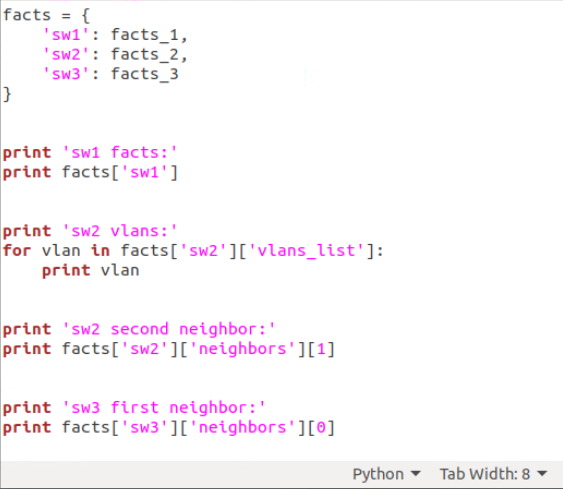 facts = {
    'sw1': facts_1,
    'sw2': facts_2,
    'sw3': facts_3
}
print 'sw1 facts:'
print facts['sw1']
print 'sw2 vlans:'
for vlan in facts['sw2']['vlans_list']:
    print vlan
print 'sw2 second neighbor:'
print facts['sw2']['neighbors'][1]
print 'sw3 first neighbor:'
print facts['sw3']['neighbors'][0]
Python ▼ Tab Width: 8 ▼